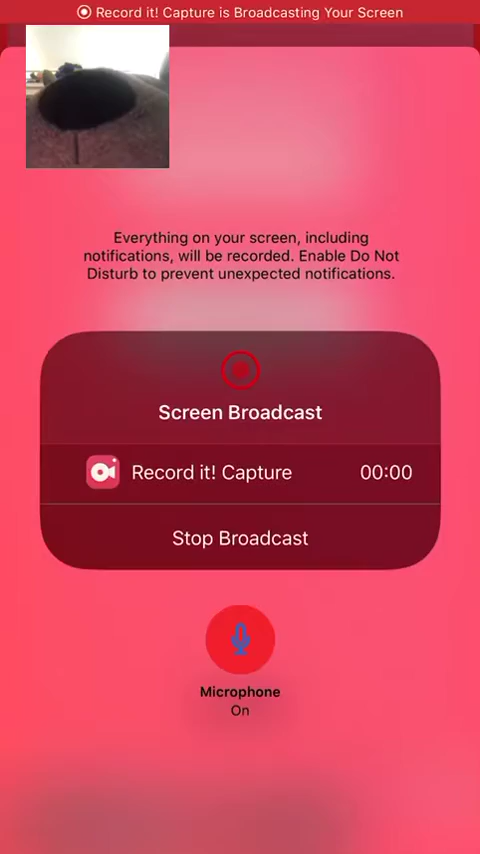 Record it! Capture is Broadcasting Your Screen
Everything on your screen, including
notifications, will be recorded. Enable Do Not
Disturb to prevent unexpected notifications.
Screen Broadcast
Record it! Capture 00:00
Stop Broadcast
Microphone
On